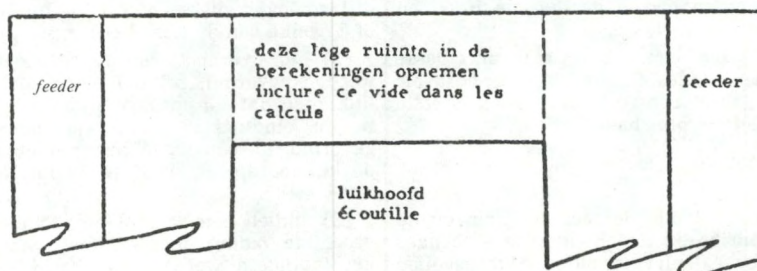 deze lege ruimte in de
berekeningen opnemen
inclure ce vide dans les
calculs
feeder
feeder
luikhoofd
écoutille